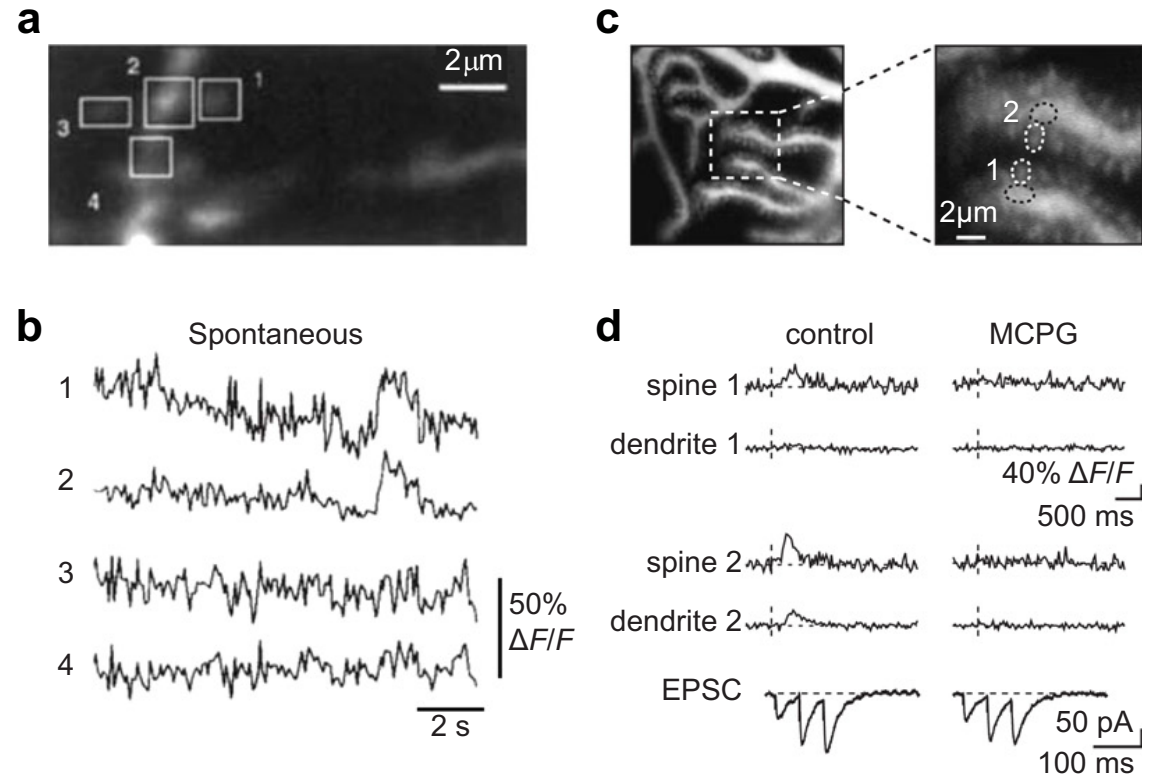 a
2
1
2μm
3
4
b
Spontaneous
1
2
3
4
50%
ΔF/F
2 s
c
2
1
2μm
d
control
MCPG
spine 1
dendrite 1
40% ΔF/F
500 ms
spine 2
dendrite 2
EPSC
50 pA
100 ms